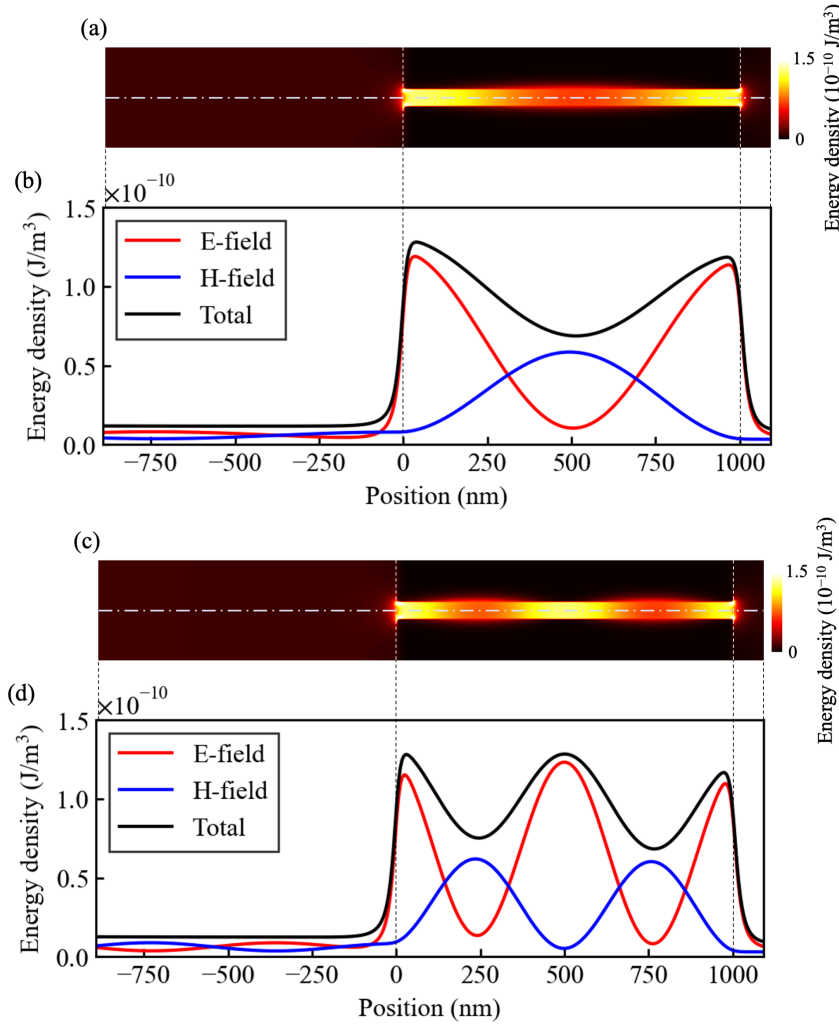 (a)
1.5
0
Energy density (10⁻¹⁰ J/m³)
(b)
×10⁻¹⁰
1.5
1.0
0.5
0.0
Energy density (J/m³)
E-field
H-field
Total
−750 −500 −250 0 250 500 750 1000
Position (nm)
(c)
1.5
0
Energy density (10⁻¹⁰ J/m³)
(d)
×10⁻¹⁰
1.5
1.0
0.5
0.0
Energy density (J/m³)
E-field
H-field
Total
−750 −500 −250 0 250 500 750 1000
Position (nm)